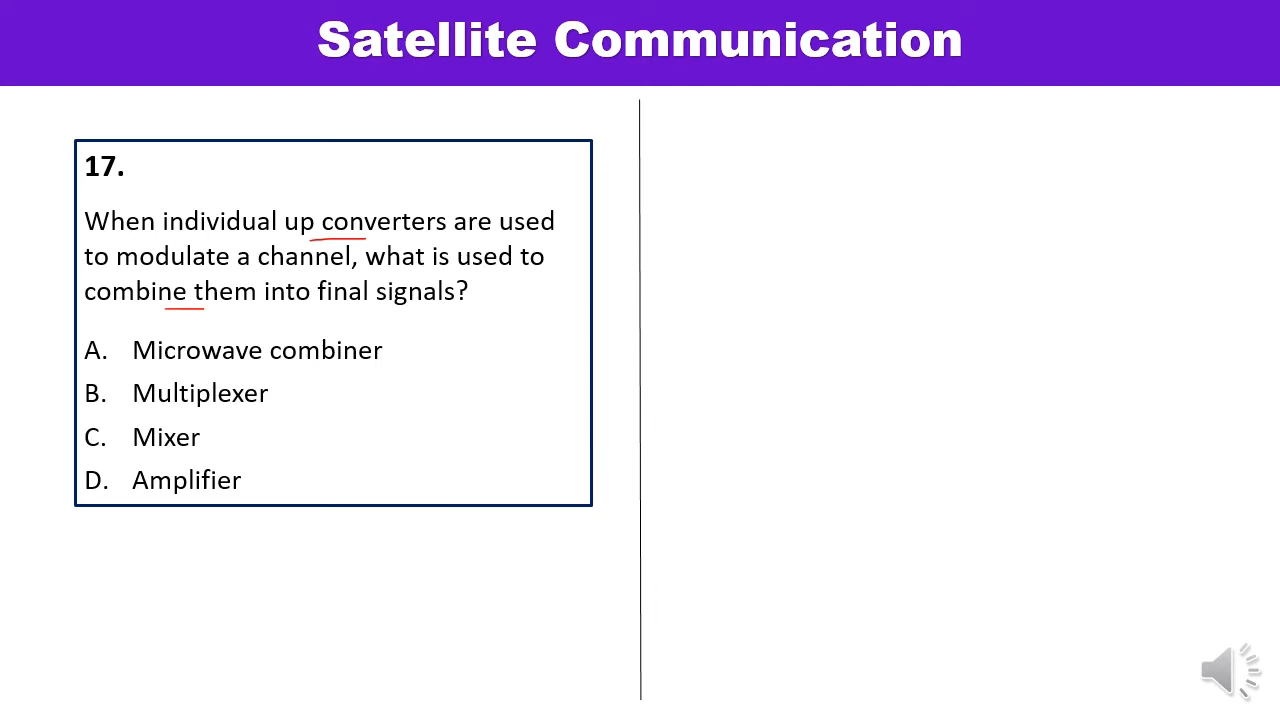 Satellite Communication
17.
When individual up converters are used
to modulate a channel, what is used to
combine them into final signals?
A. Microwave combiner
B. Multiplexer
C. Mixer
D. Amplifier